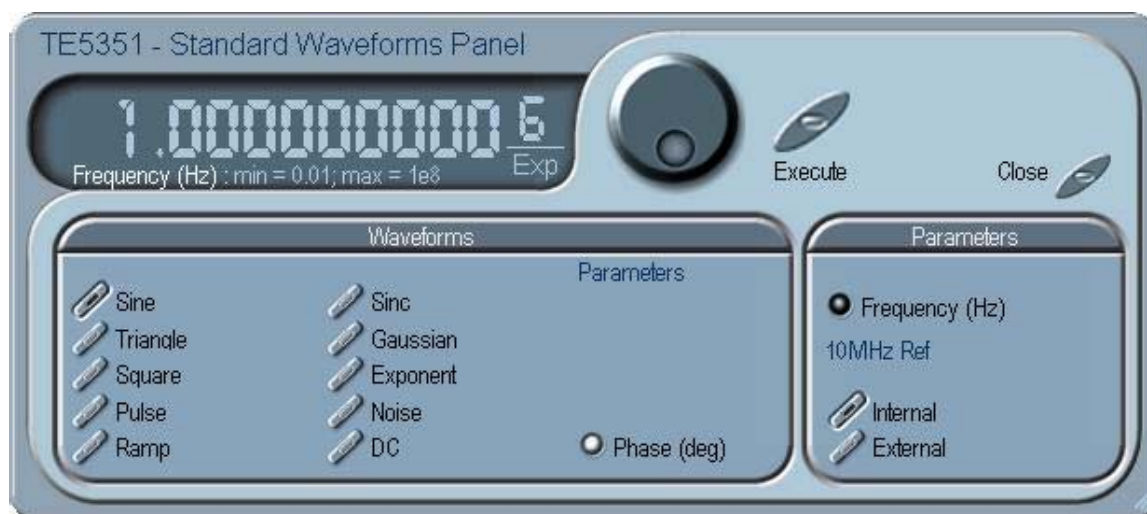 TE5351 - Standard Waveforms Panel
1.000000000 6
Exp
Frequency (Hz) : min = 0.01; max = 1e8
Execute
Close
Waveforms
Parameters
Sine
Triangle
Square
Pulse
Ramp
Sinc
Gaussian
Exponent
Noise
DC
Phase (deg)
Parameters
Frequency (Hz)
10MHz Ref
Internal
External